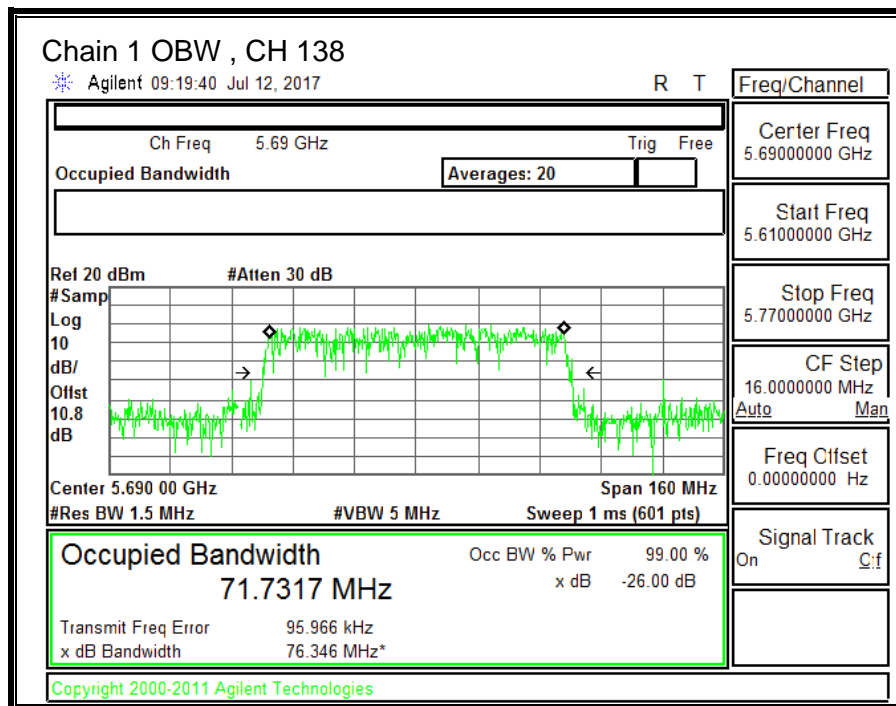 Chain 1 OBW , CH 138
Agilent 09:19:40 Jul 12, 2017 R T
Freq/Channel
Ch Freq 5.69 GHz Trig Free
Occupied Bandwidth Averages: 20
Center Freq
5.69000000 GHz
Start Freq
5.61000000 GHz
Stop Freq
5.77000000 GHz
CF Step
16.0000000 MHz
Auto Man
Freq Offset
0.00000000 Hz
Signal Track
On Off
Ref 20 dBm #Atten 30 dB
#Samp
Log
10
dB/
Offst
10.8
dB
Center 5.690 00 GHz Span 160 MHz
#Res BW 1.5 MHz #VBW 5 MHz Sweep 1 ms (601 pts)
Occupied Bandwidth Occ BW % Pwr 99.00 %
71.7317 MHz x dB -26.00 dB
Transmit Freq Error 95.966 kHz
x dB Bandwidth 76.346 MHz*
Copyright 2000-2011 Agilent Technologies